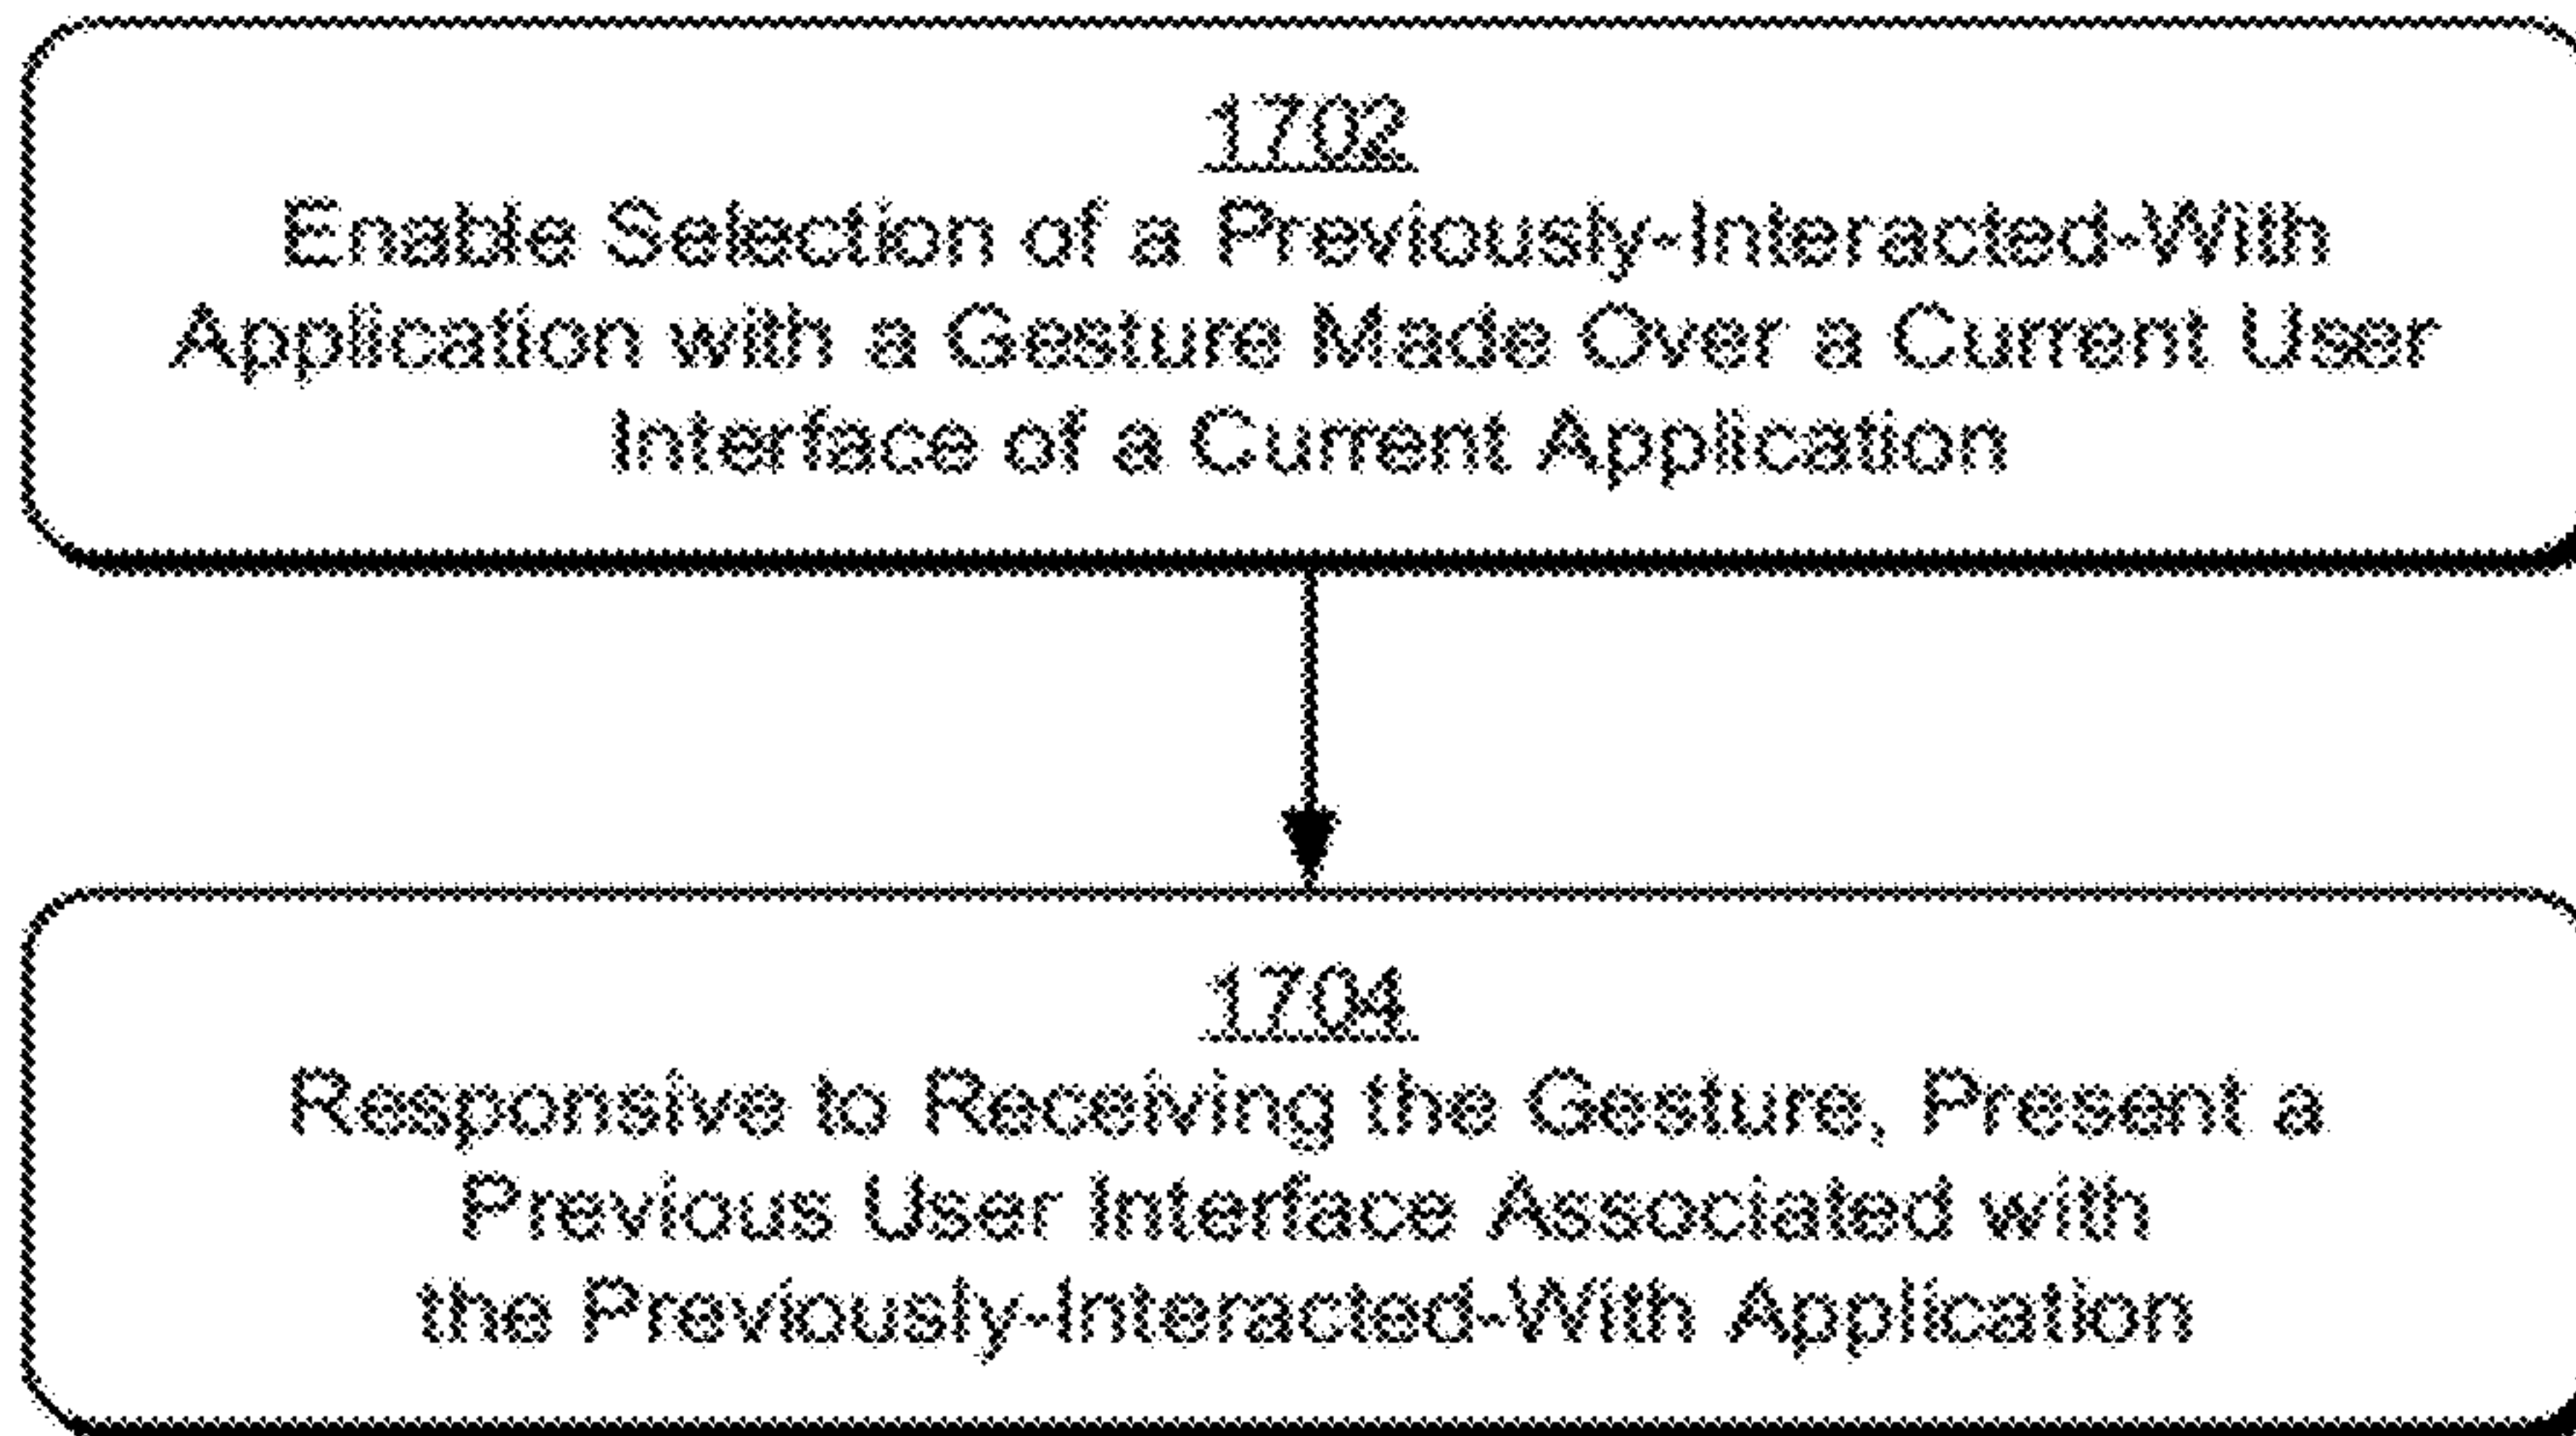 1702
Enable Selection of a Previously-Interacted-With
Application with a Gesture Made Over a Current User
Interface of a Current Application
1704
Responsive to Receiving the Gesture, Present a
Previous User Interface Associated with
the Previously-Interacted-With Application